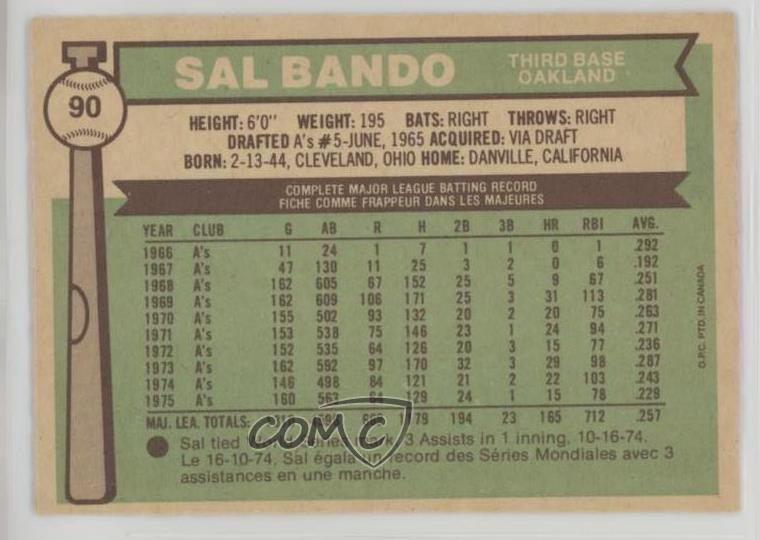 90
SAL BANDO
THIRD BASE
OAKLAND
HEIGHT: 6'0" WEIGHT: 195 BATS: RIGHT THROWS: RIGHT
DRAFTED A's #5-JUNE, 1965 ACQUIRED: VIA DRAFT
BORN: 2-13-44, CLEVELAND, OHIO HOME: DANVILLE, CALIFORNIA
COMPLETE MAJOR LEAGUE BATTING RECORD
FICHE COMME FRAPPEUR DANS LES MAJEURES
YEAR CLUB G AB R H 2B 3B HR RBI AVG.
1966 A's 11 24 1 7 1 1 0 1 .292
1967 A's 47 130 11 25 3 2 0 6 .192
1968 A's 162 605 67 152 25 5 9 67 .251
1969 A's 162 609 106 171 25 3 31 113 .281
1970 A's 155 502 93 132 20 2 20 75 .263
1971 A's 153 538 75 146 23 1 24 94 .271
1972 A's 152 535 64 126 20 3 15 77 .236
1973 A's 162 592 97 170 32 3 29 98 .287
1974 A's 146 498 84 121 21 2 22 103 .243
1975 A's 160 563 129 24 1 15 78 .229
MAJ. LEA. TOTALS: 194 23 165 712 .257
Sal tied Series mark, 3 Assists in 1 inning, 10-16-74.
Le 16-10-74, Sal égala un record des Séries Mondiales avec 3
assistances en une manche.
O.P.C. PTD. IN CANADA
COMC